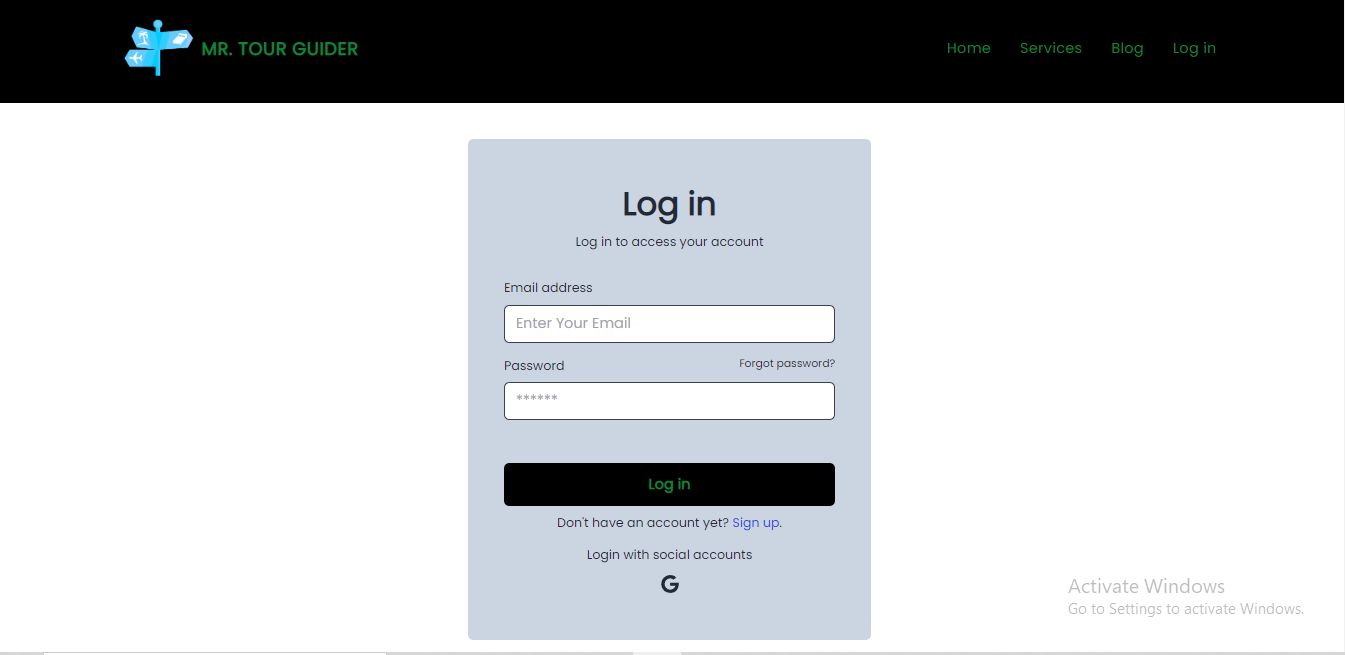 MR. TOUR GUIDER
Home Services Blog Log in
Log in
Log in to access your account
Email address
Enter Your Email
Password Forgot password?
******
Log in
Don't have an account yet? Sign up.
Login with social accounts
G
Activate Windows
Go to Settings to activate Windows.